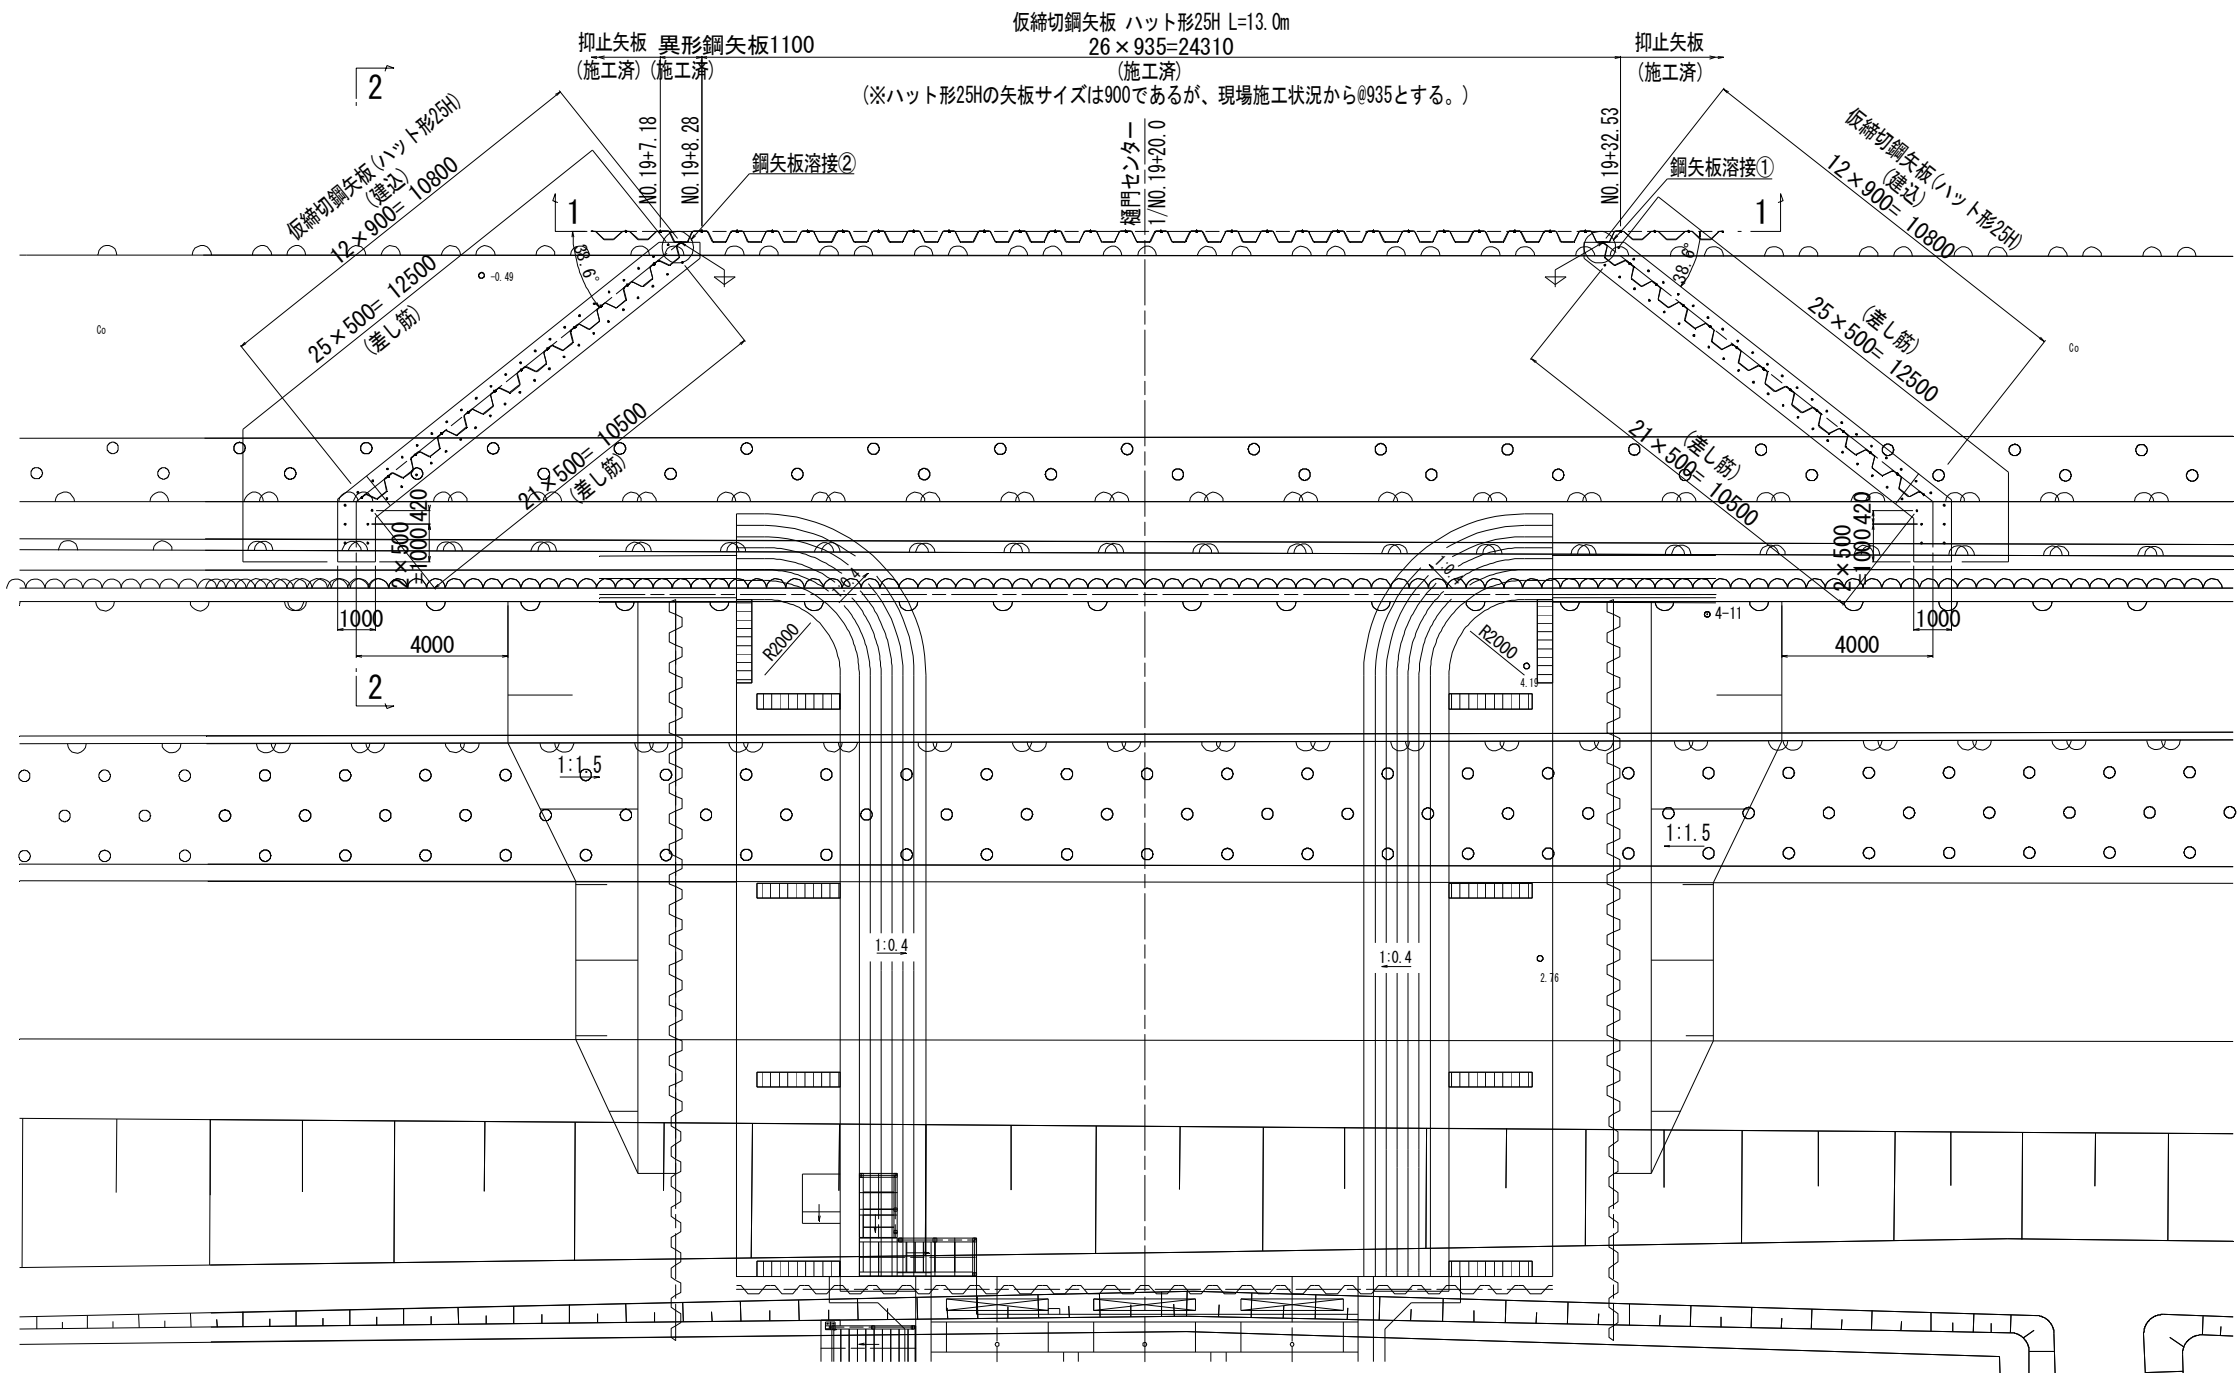 仮締切鋼矢板 ハット形25H L=13.0m
抑止矢板
異形鋼矢板1100
26×935=24310
抑止矢板
(施工済)
(施工済)
(施工済)
(施工済)
(※ハット形25Hの矢板サイズは900であるが、現場施工状況から@935とする。)
2
仮締切鋼矢板(ハット形25H)
(建込)
12×900= 10800
NO.19+7.18
NO.19+8.28
鋼矢板溶接②
樋門センター
1/NO.19+20.0
NO.19+32.53
鋼矢板溶接①
仮締切鋼矢板(ハット形25H)
(建込)
12×900= 10800
1
1
38.6°
38.6°
-0.49
Co
Co
25×500= 12500
(差し筋)
(差し筋)
25×500= 12500
21×500= 10500
(差し筋)
(差し筋)
21×500= 10500
420
2×500
=1000
420
2×500
=1000
1:0.4
1:0.4
1000
4000
R2000
R2000
4-11
4.19
1000
4000
2
1:1.5
1:1.5
1:0.4
1:0.4
2.76